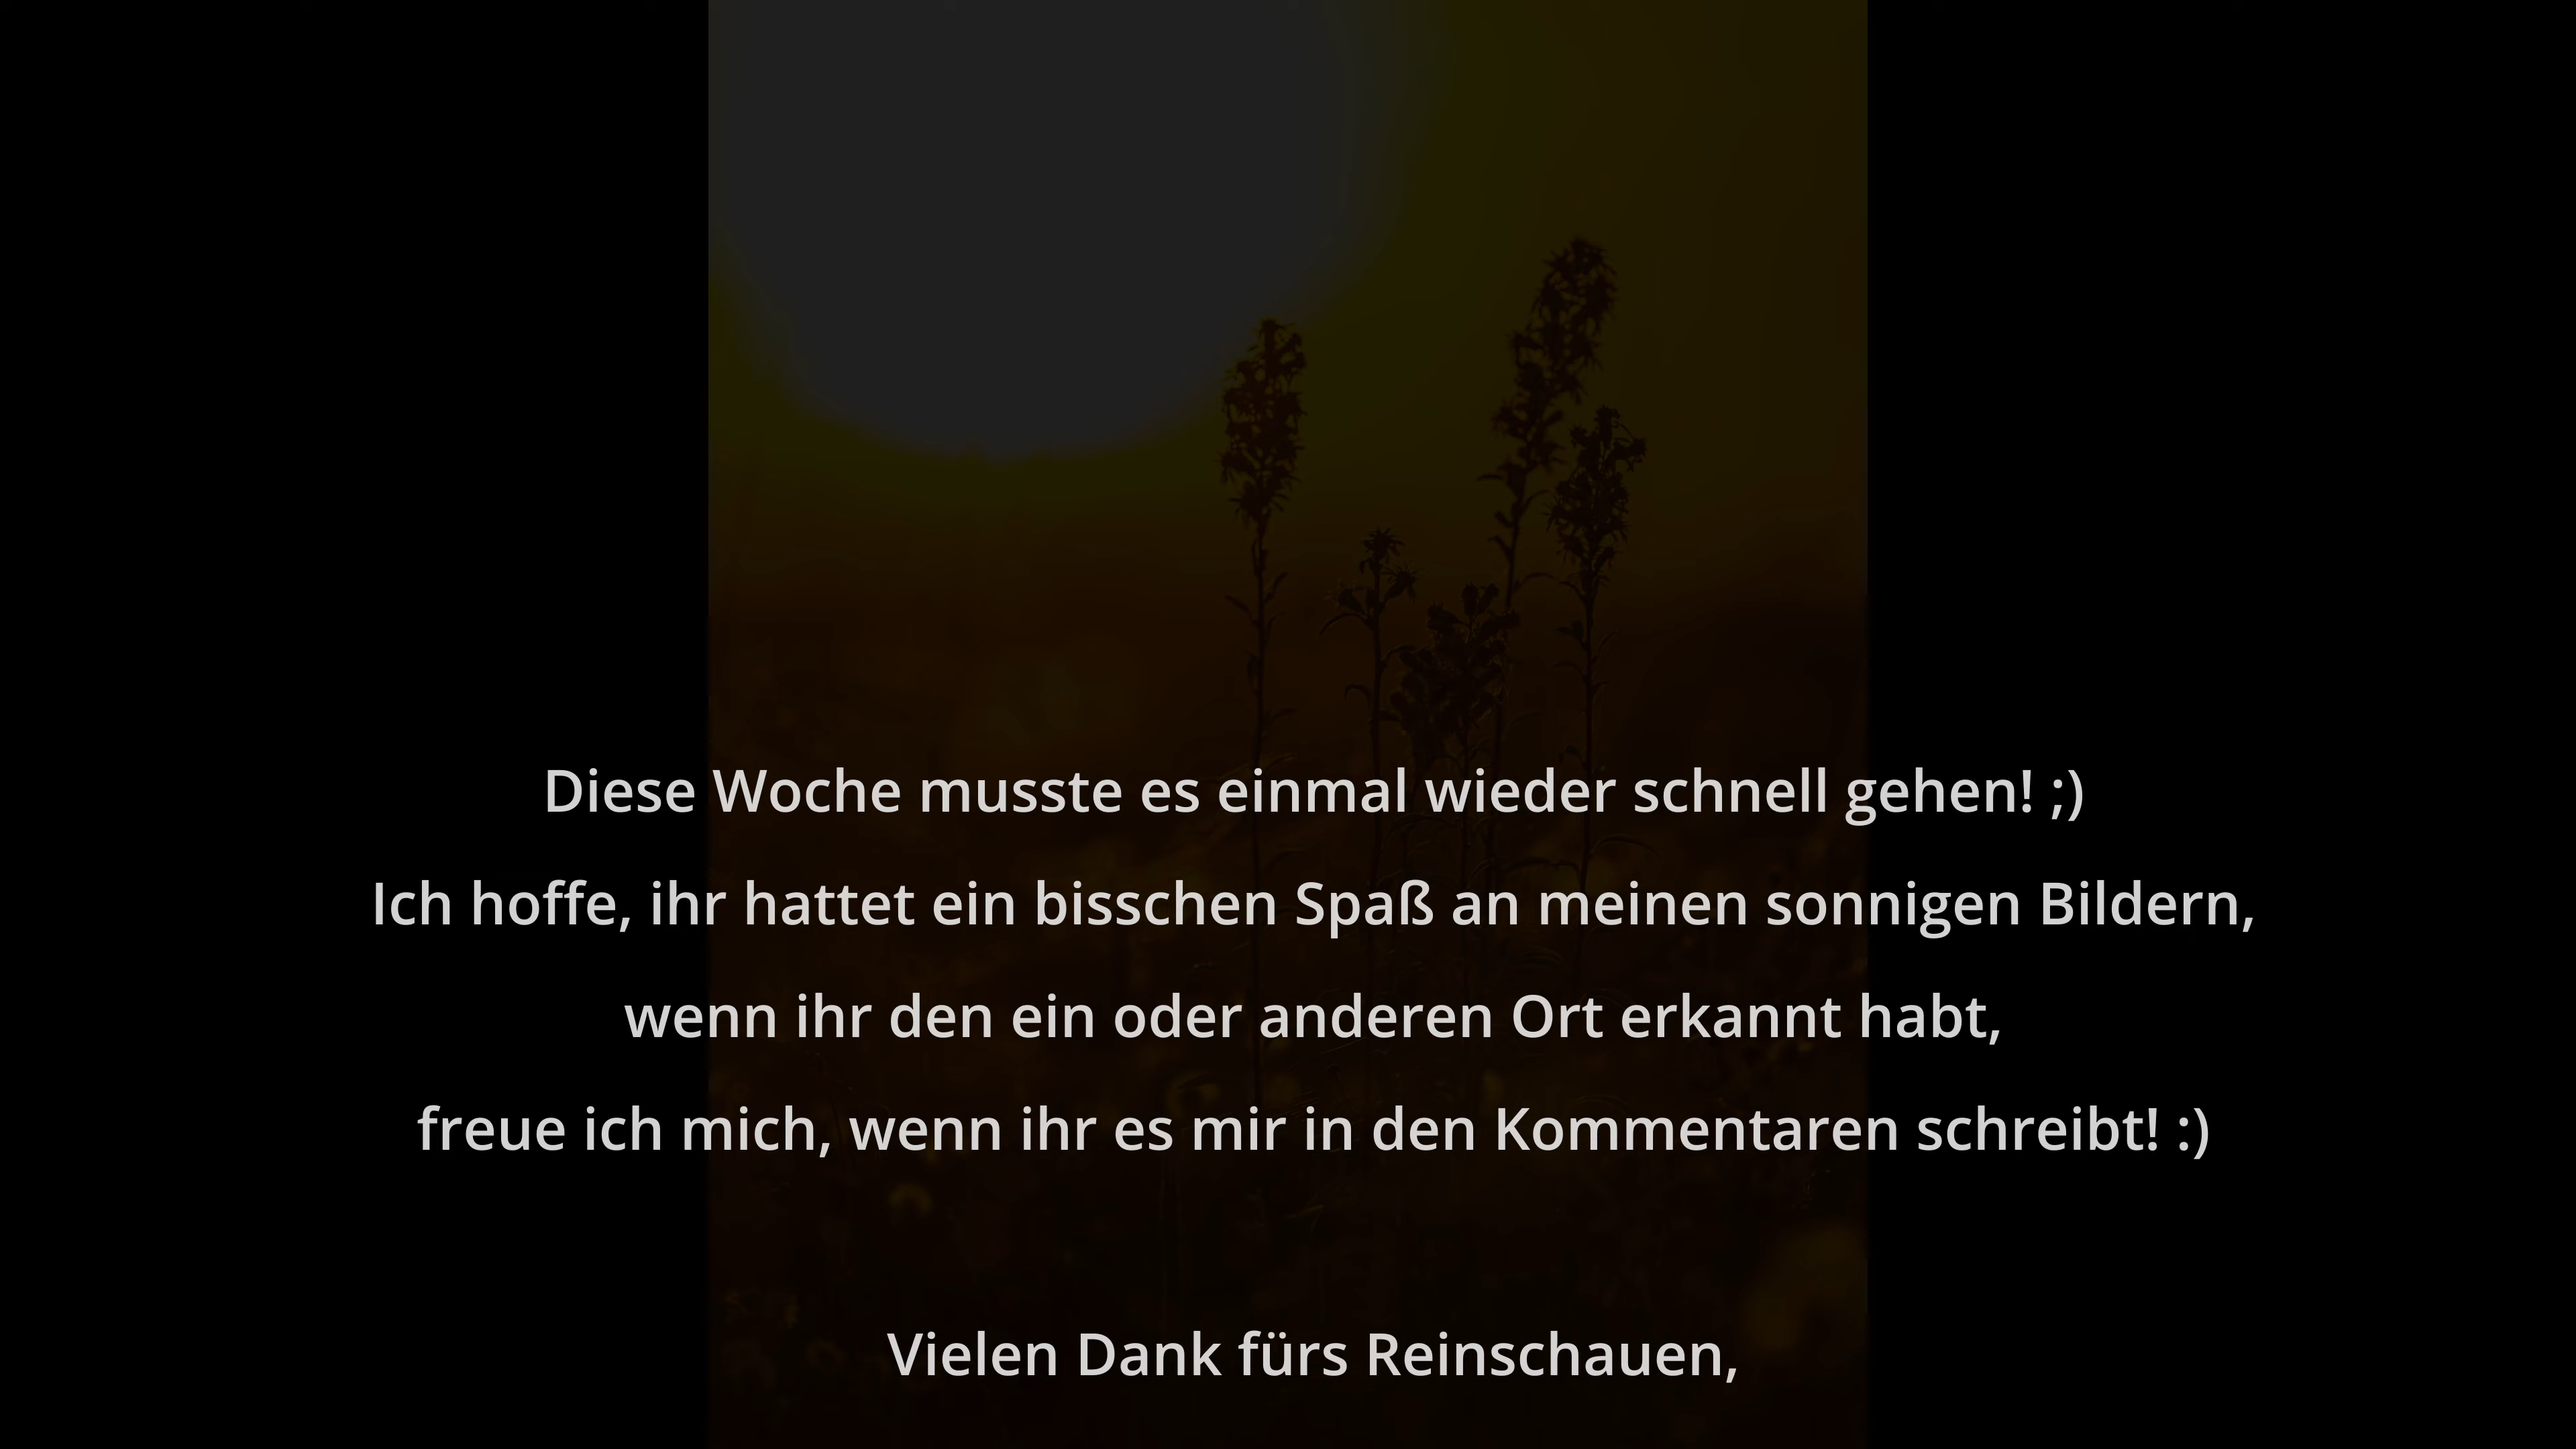 Diese Woche musste es einmal wieder schnell gehen! ;)
Ich hoffe, ihr hattet ein bisschen Spaß an meinen sonnigen Bildern,
wenn ihr den ein oder anderen Ort erkannt habt,
freue ich mich, wenn ihr es mir in den Kommentaren schreibt! :)
Vielen Dank fürs Reinschauen,